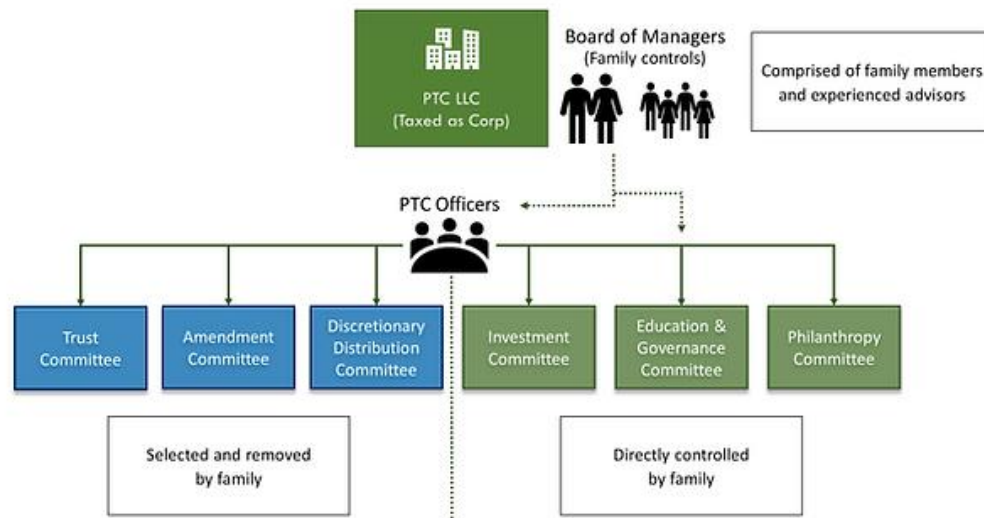 PTC LLC
(Taxed as Corp)
Board of Managers
(Family controls)
Comprised of family members
and experienced advisors
PTC Officers
Trust
Committee
Amendment
Committee
Discretionary
Distribution
Committee
Investment
Committee
Education &
Governance
Committee
Philanthropy
Committee
Selected and removed
by family
Directly controlled
by family